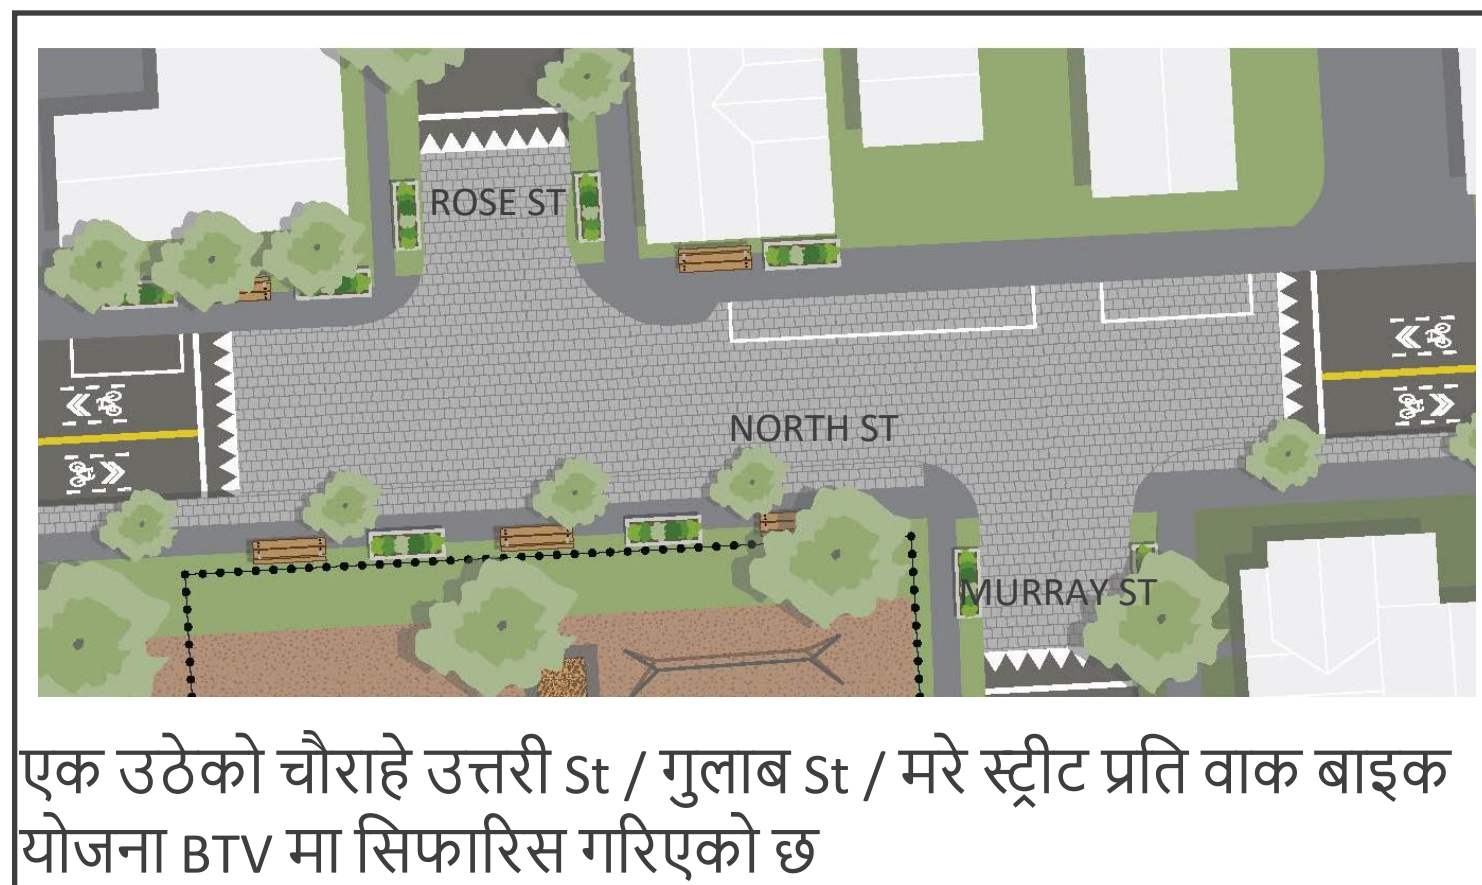 ROSE ST
NORTH ST
MURRAY ST
एक उठेको चौराहे उत्तरी St / गुलाब St / मरे स्ट्रीट प्रति वाक बाइक
योजना BTV मा सिफारिस गरिएको छ